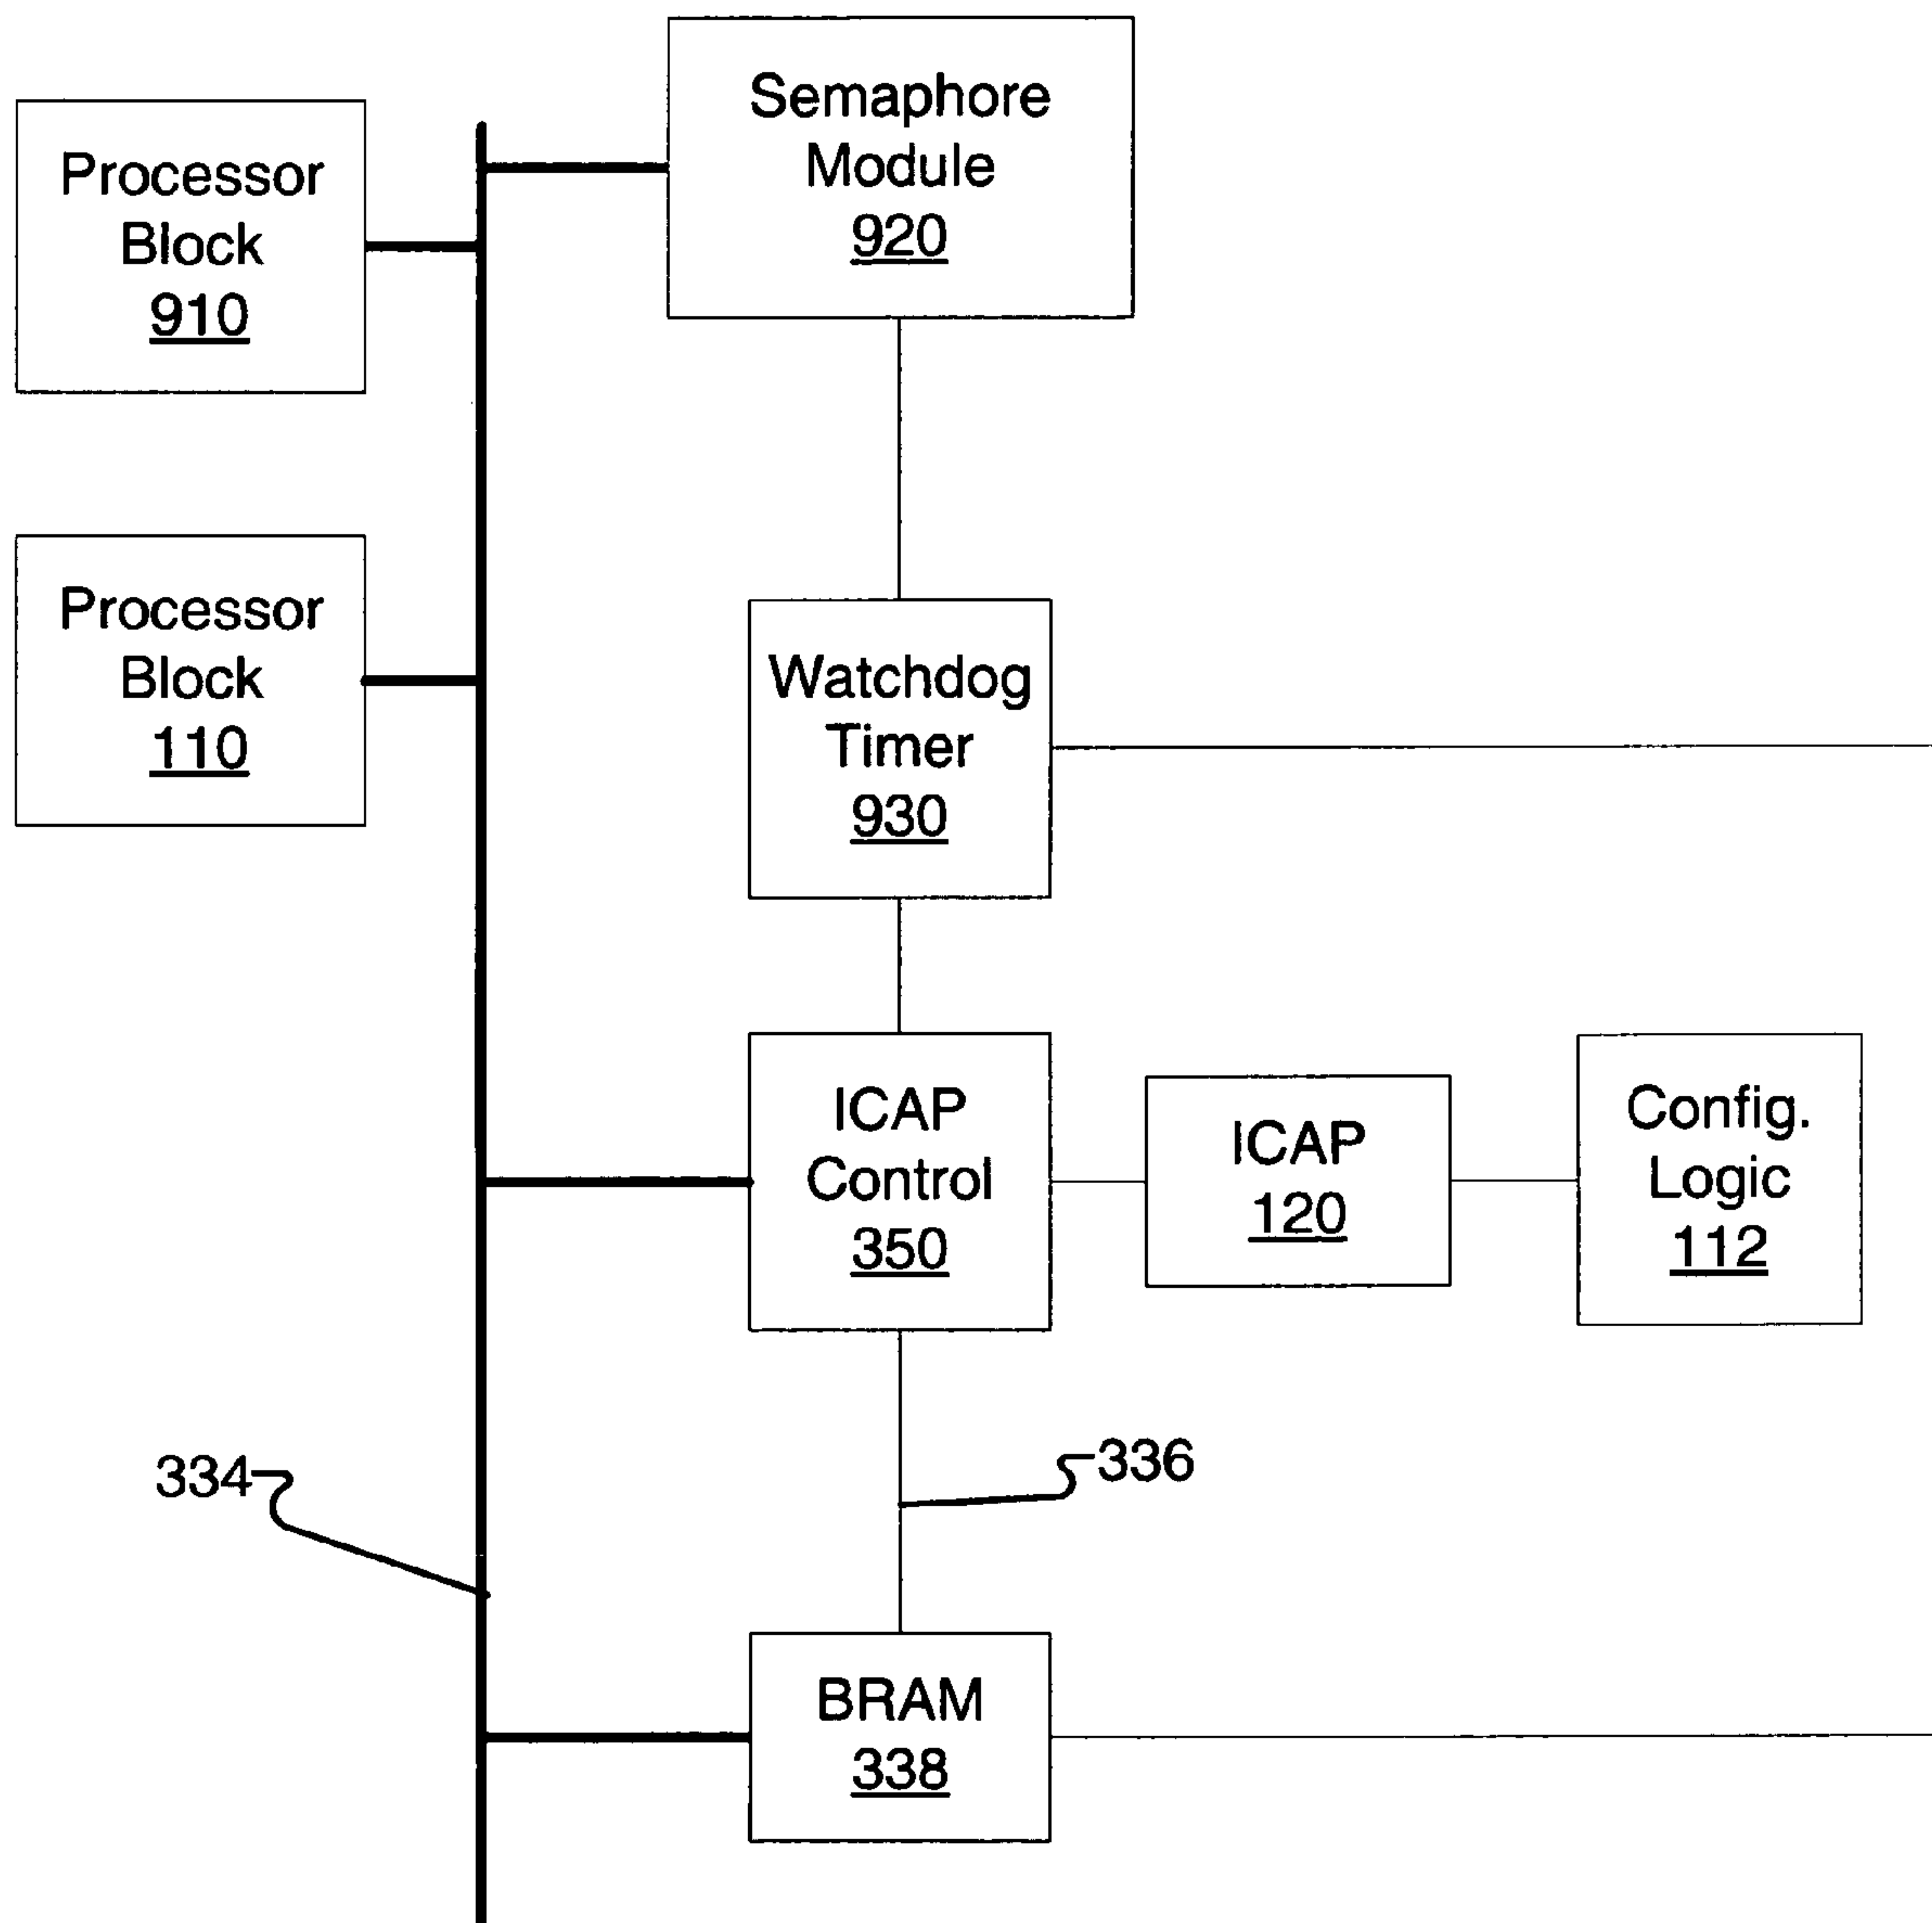 Semaphore
Module
920
Processor
Block
910
Processor
Block
110
Watchdog
Timer
930
ICAP
Control
350
ICAP
120
Config.
Logic
112
334
336
BRAM
338